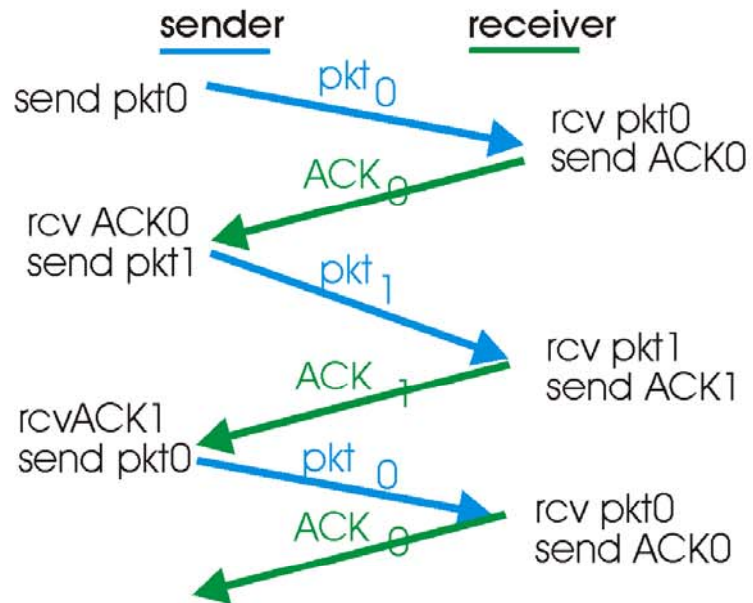 sender
receiver
send pkt0
pkt0
rcv pkt0
send ACK0
ACK0
rcv ACK0
send pkt1
pkt1
rcv pkt1
send ACK1
ACK1
rcvACK1
send pkt0
pkt0
rcv pkt0
send ACK0
ACK0